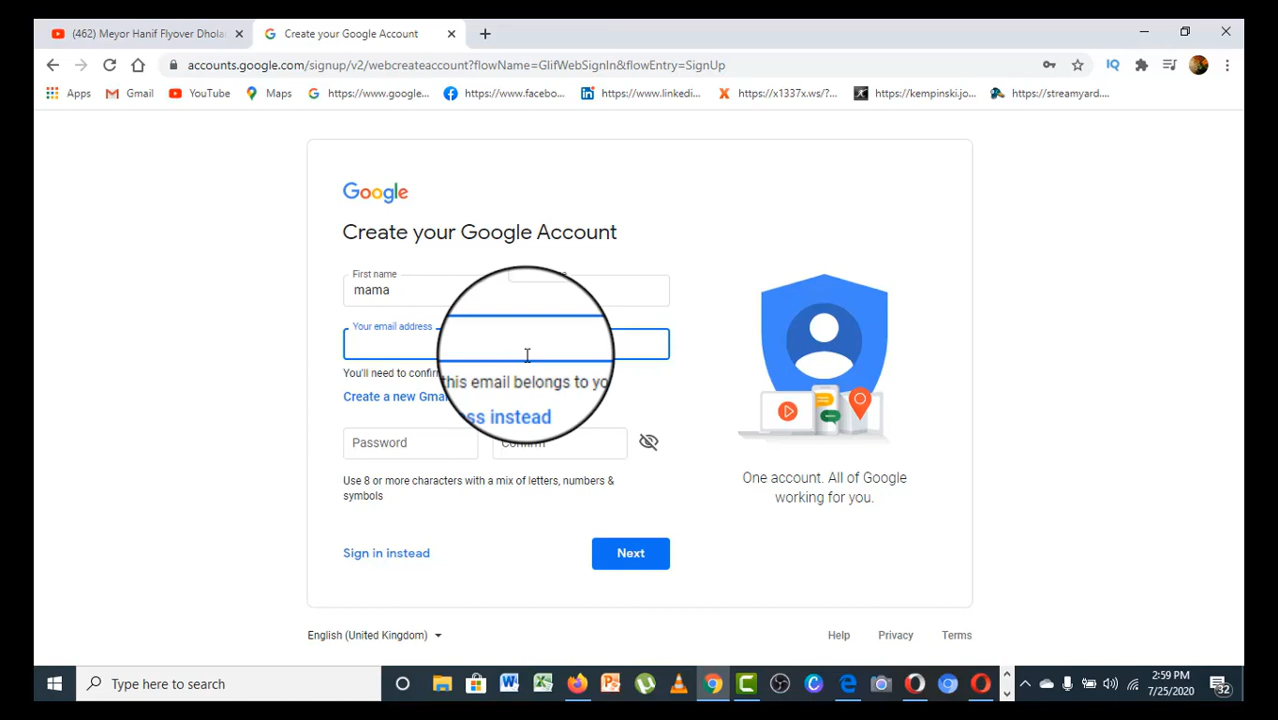 (462) Meyor Hanif Flyover Dhola
Create your Google Account
accounts.google.com/signup/v2/webcreateaccount?flowName=GlifWebSignIn&flowEntry=SignUp
IQ
Apps
Gmail
YouTube
Maps
https://www.google...
https://www.facebo...
https://www.linkedi...
https://x1337x.ws/?...
https://kempinski.jo...
https://streamyard....
Google
Create your Google Account
First name
mama
Your email address
You'll need to confir this email belongs to yo
Create a new Gma ss instead
Password
Confirm
Use 8 or more characters with a mix of letters, numbers &
symbols
Sign in instead
Next
One account. All of Google
working for you.
English (United Kingdom)
Help
Privacy
Terms
Type here to search
2:59 PM
7/25/2020
32